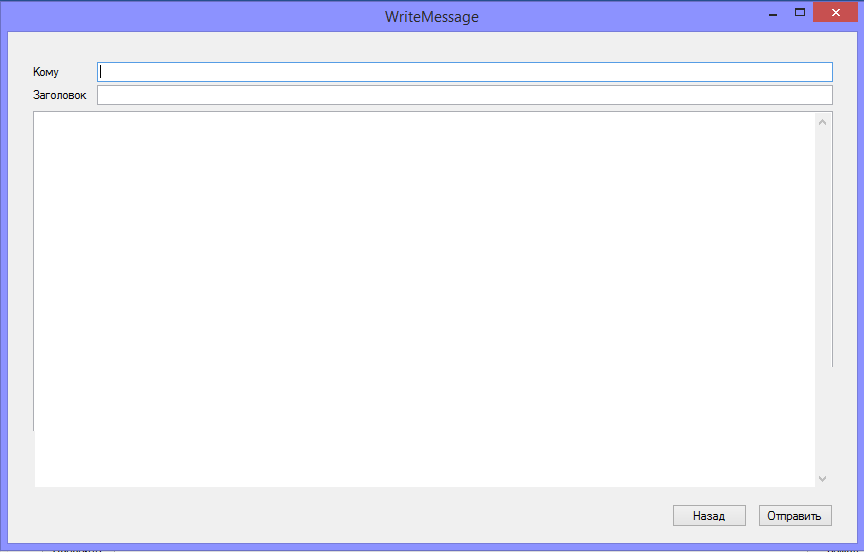 WriteMessage
Кому
Заголовок
Назад
Отправить